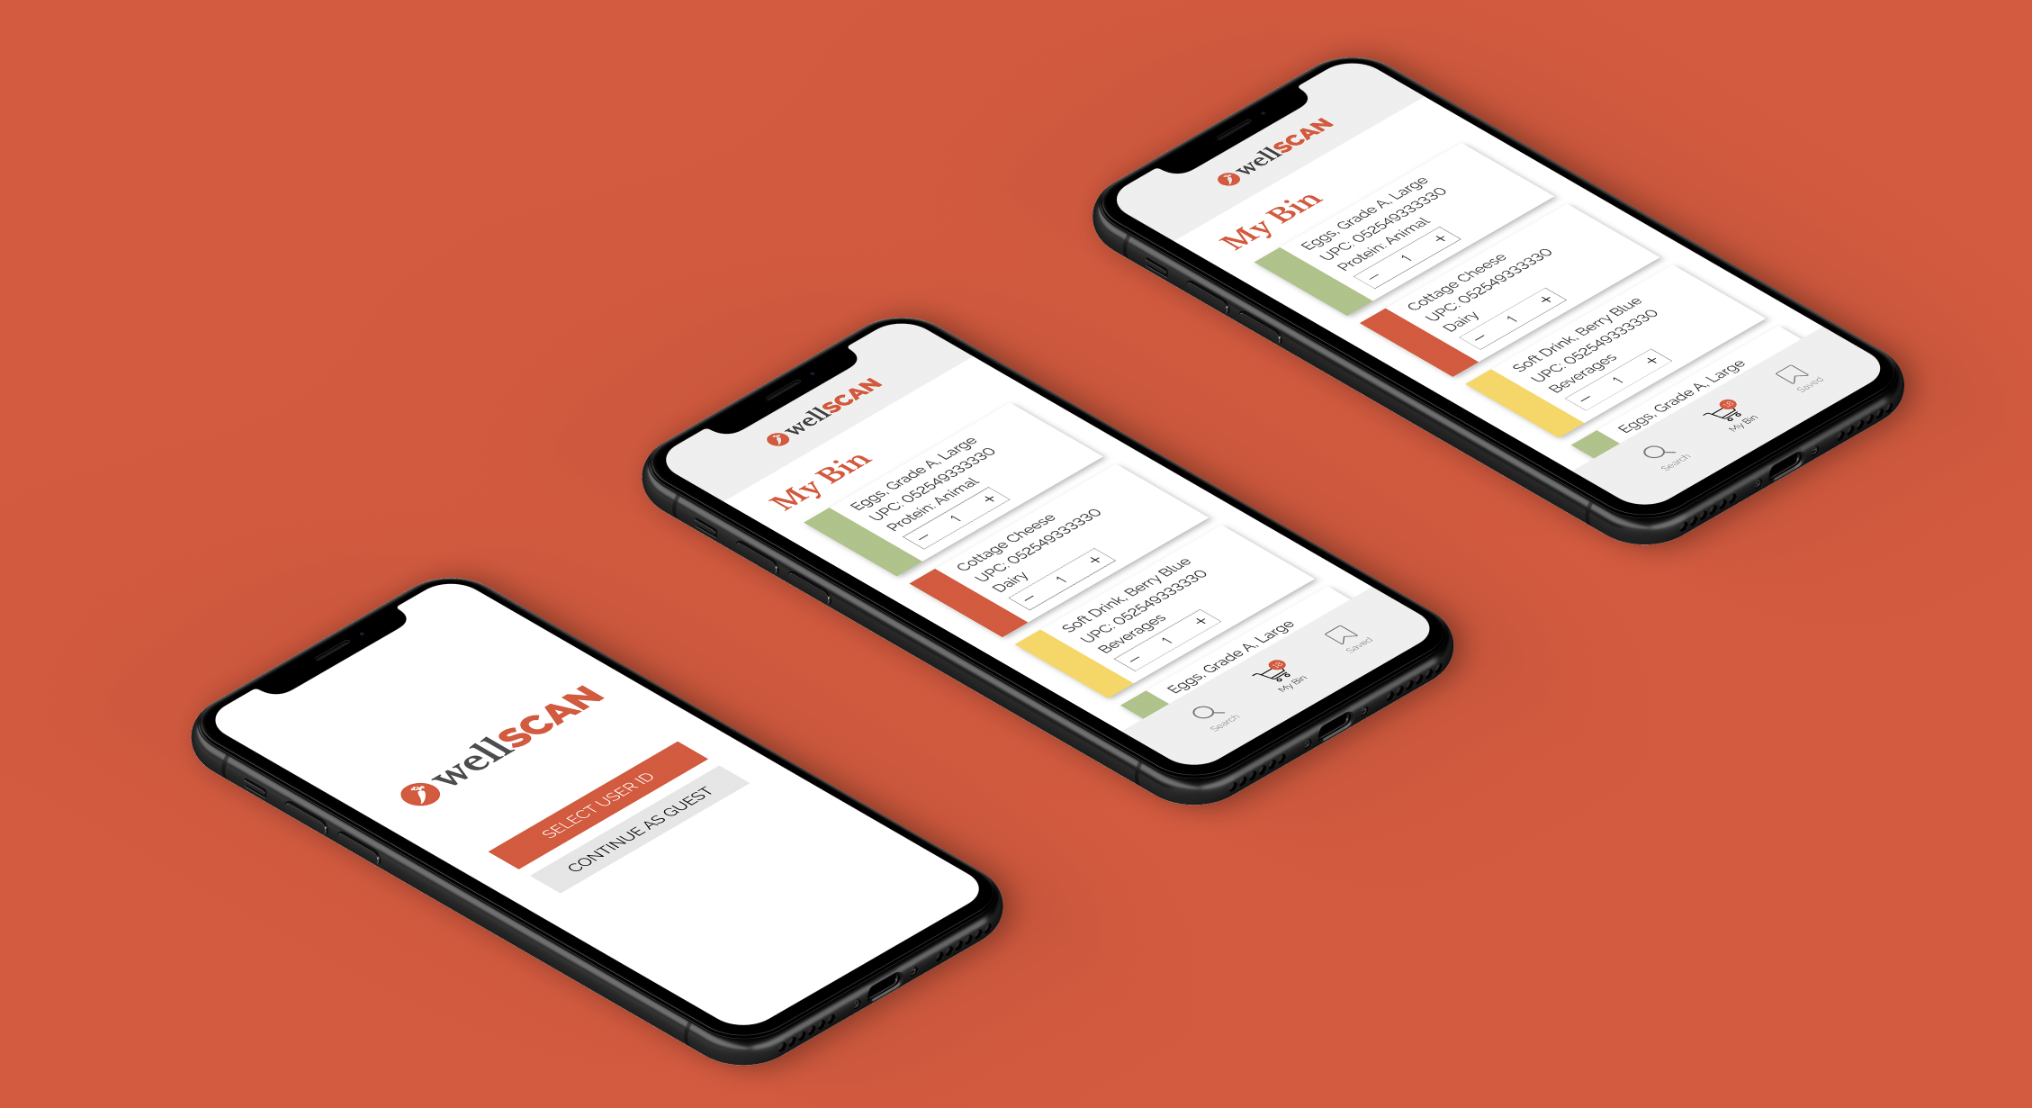 wellSCAN
SELECT USER ID
CONTINUE AS GUEST
wellSCAN
My Bin
Eggs, Grade A, Large
UPC: 052549333330
Protein: Animal
− 1 +
Cottage Cheese
UPC: 052549333330
Dairy
− 1 +
Soft Drink, Berry Blue
UPC: 052549333330
Beverages
− 1 +
Eggs, Grade A, Large
Search
18
My Bin
Saved
wellSCAN
My Bin
Eggs, Grade A, Large
UPC: 052549333330
Protein: Animal
− 1 +
Cottage Cheese
UPC: 052549333330
Dairy
− 1 +
Soft Drink, Berry Blue
UPC: 052549333330
Beverages
− 1 +
Eggs, Grade A, Large
Search
18
My Bin
Saved